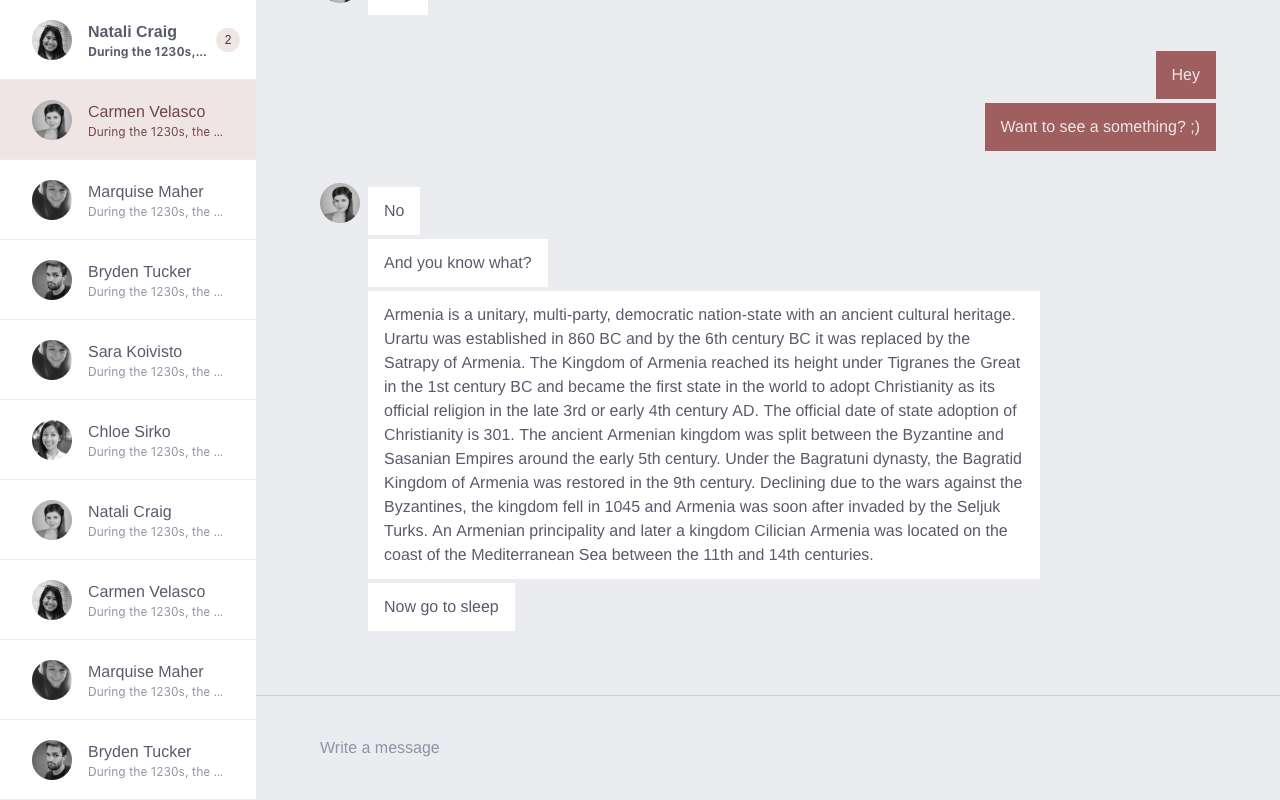 Natali Craig
During the 1230s,...
2
Carmen Velasco
During the 1230s, the ...
Marquise Maher
During the 1230s, the ...
Bryden Tucker
During the 1230s, the ...
Sara Koivisto
During the 1230s, the ...
Chloe Sirko
During the 1230s, the ...
Natali Craig
During the 1230s, the ...
Carmen Velasco
During the 1230s, the ...
Marquise Maher
During the 1230s, the ...
Bryden Tucker
During the 1230s, the ...
Hey
Want to see a something? ;)
No
And you know what?
Armenia is a unitary, multi-party, democratic nation-state with an ancient cultural heritage.
Urartu was established in 860 BC and by the 6th century BC it was replaced by the
Satrapy of Armenia. The Kingdom of Armenia reached its height under Tigranes the Great
in the 1st century BC and became the first state in the world to adopt Christianity as its
official religion in the late 3rd or early 4th century AD. The official date of state adoption of
Christianity is 301. The ancient Armenian kingdom was split between the Byzantine and
Sasanian Empires around the early 5th century. Under the Bagratuni dynasty, the Bagratid
Kingdom of Armenia was restored in the 9th century. Declining due to the wars against the
Byzantines, the kingdom fell in 1045 and Armenia was soon after invaded by the Seljuk
Turks. An Armenian principality and later a kingdom Cilician Armenia was located on the
coast of the Mediterranean Sea between the 11th and 14th centuries.
Now go to sleep
Write a message